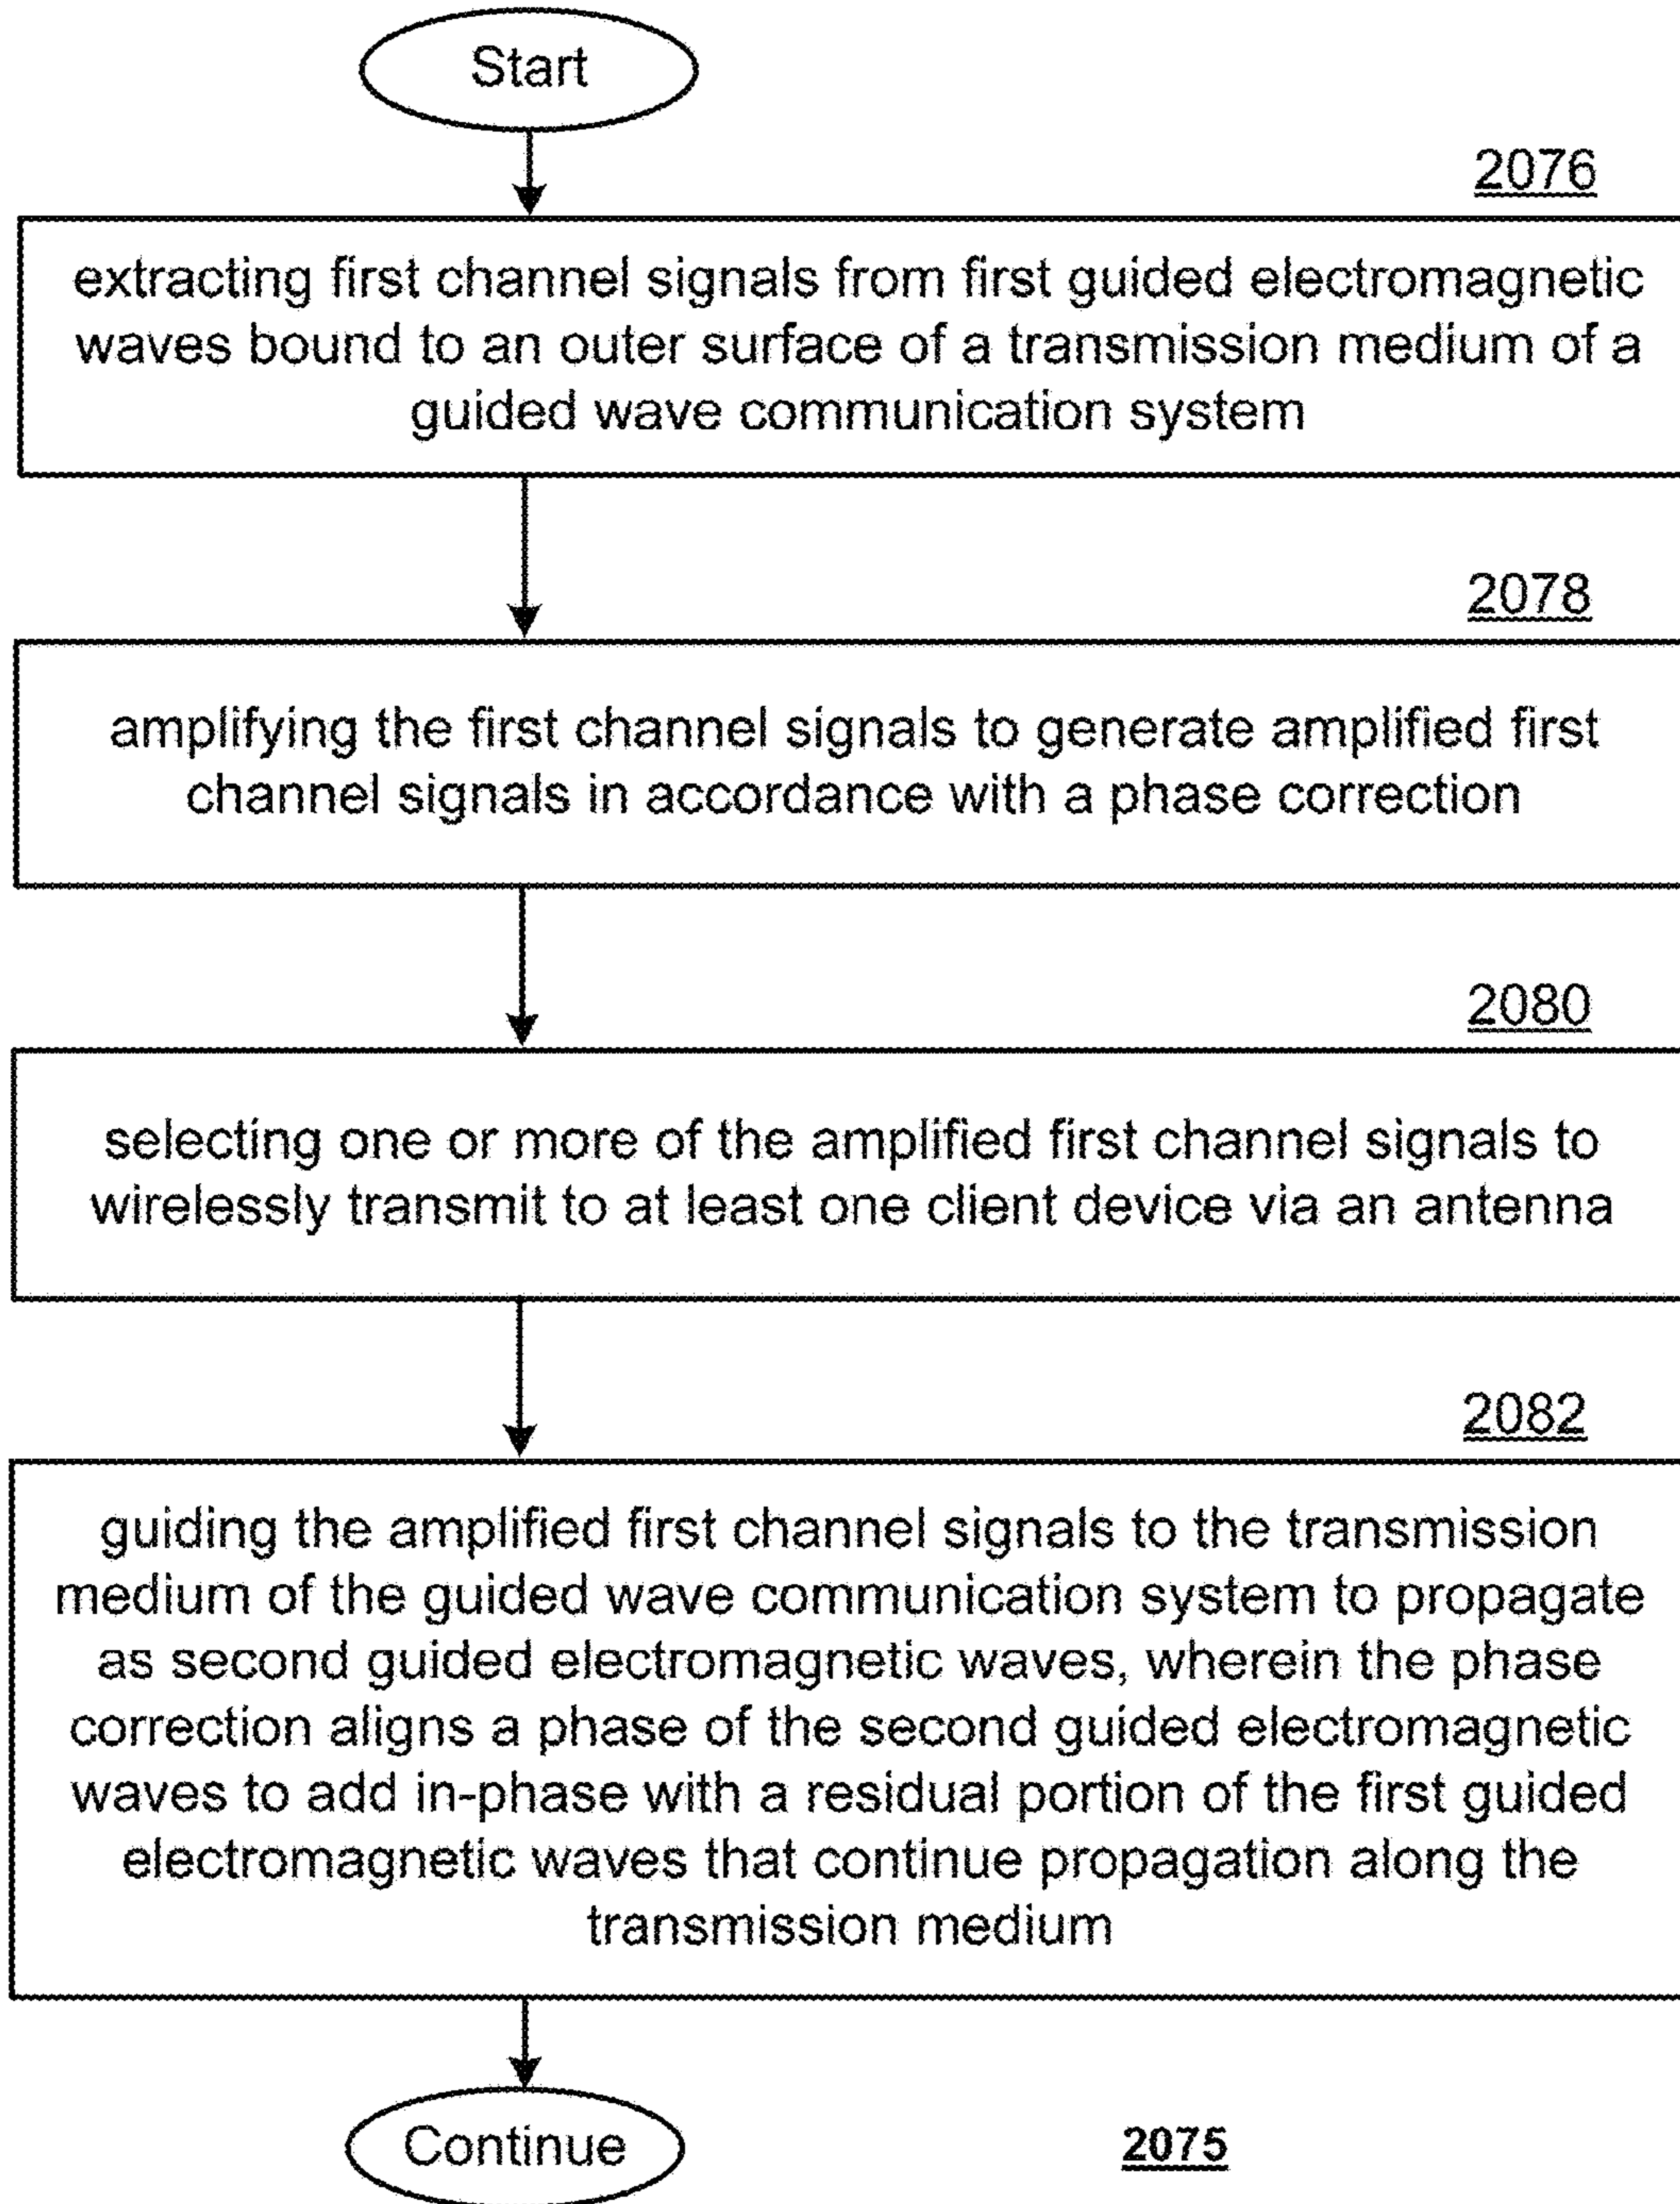 Start
2076
extracting first channel signals from first guided electromagnetic
waves bound to an outer surface of a transmission medium of a
guided wave communication system
2078
amplifying the first channel signals to generate amplified first
channel signals in accordance with a phase correction
2080
selecting one or more of the amplified first channel signals to
wirelessly transmit to at least one client device via an antenna
2082
guiding the amplified first channel signals to the transmission
medium of the guided wave communication system to propagate
as second guided electromagnetic waves, wherein the phase
correction aligns a phase of the second guided electromagnetic
waves to add in-phase with a residual portion of the first guided
electromagnetic waves that continue propagation along the
transmission medium
Continue
2075